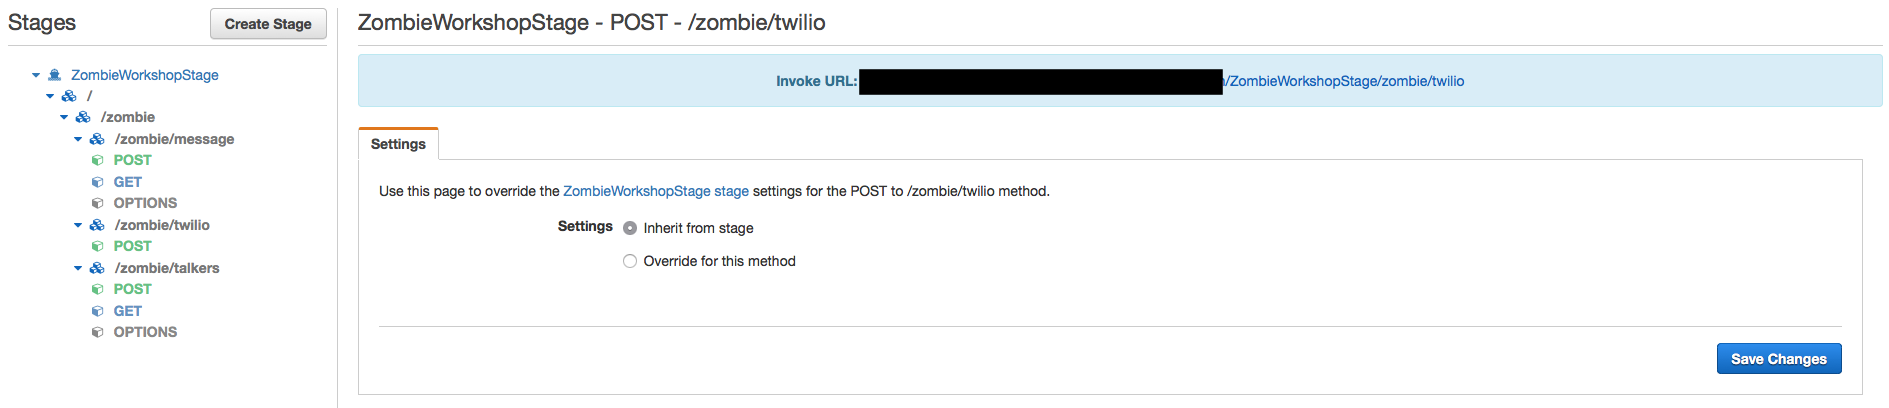 Stages
Create Stage
ZombieWorkshopStage
/
/zombie
/zombie/message
POST
GET
OPTIONS
/zombie/twilio
POST
/zombie/talkers
POST
GET
OPTIONS
ZombieWorkshopStage - POST - /zombie/twilio
Invoke URL: /ZombieWorkshopStage/zombie/twilio
Settings
Use this page to override the ZombieWorkshopStage stage settings for the POST to /zombie/twilio method.
Settings Inherit from stage
Override for this method
Save Changes